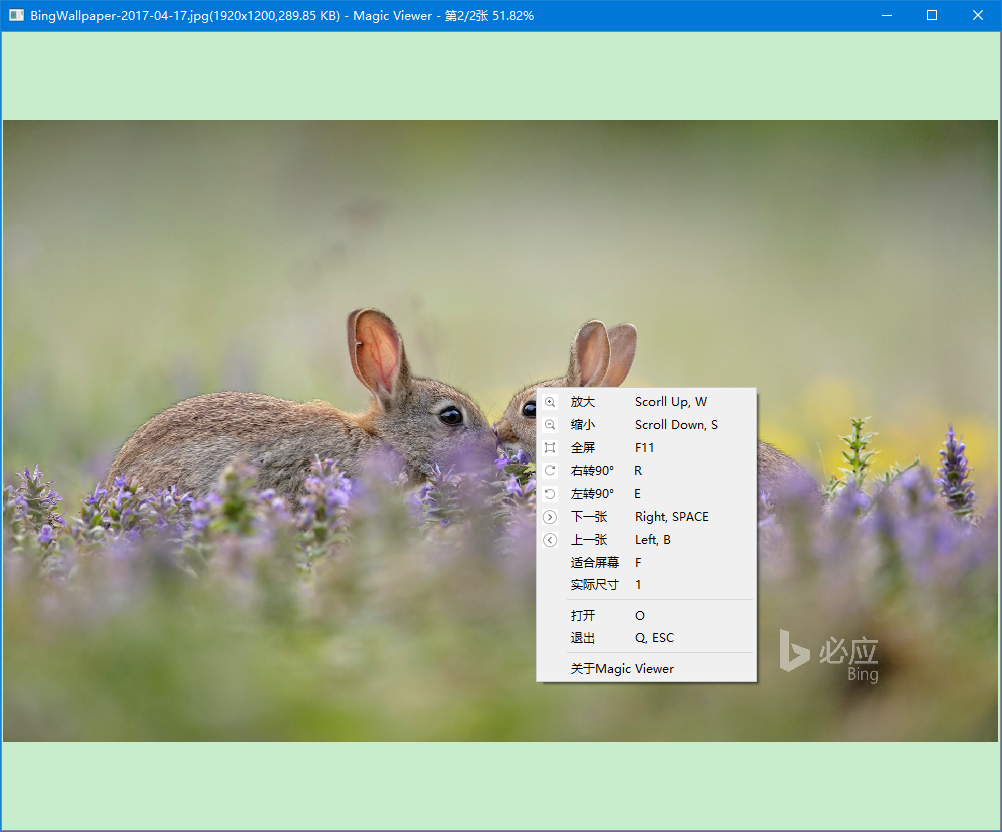 BingWallpaper-2017-04-17.jpg(1920x1200,289.85 KB) - Magic Viewer - 第2/2张 51.82%
放大 Scorll Up, W
缩小 Scroll Down, S
全屏 F11
右转90° R
左转90° E
下一张 Right, SPACE
上一张 Left, B
适合屏幕 F
实际尺寸 1
打开 O
退出 Q, ESC
关于Magic Viewer
必应
Bing